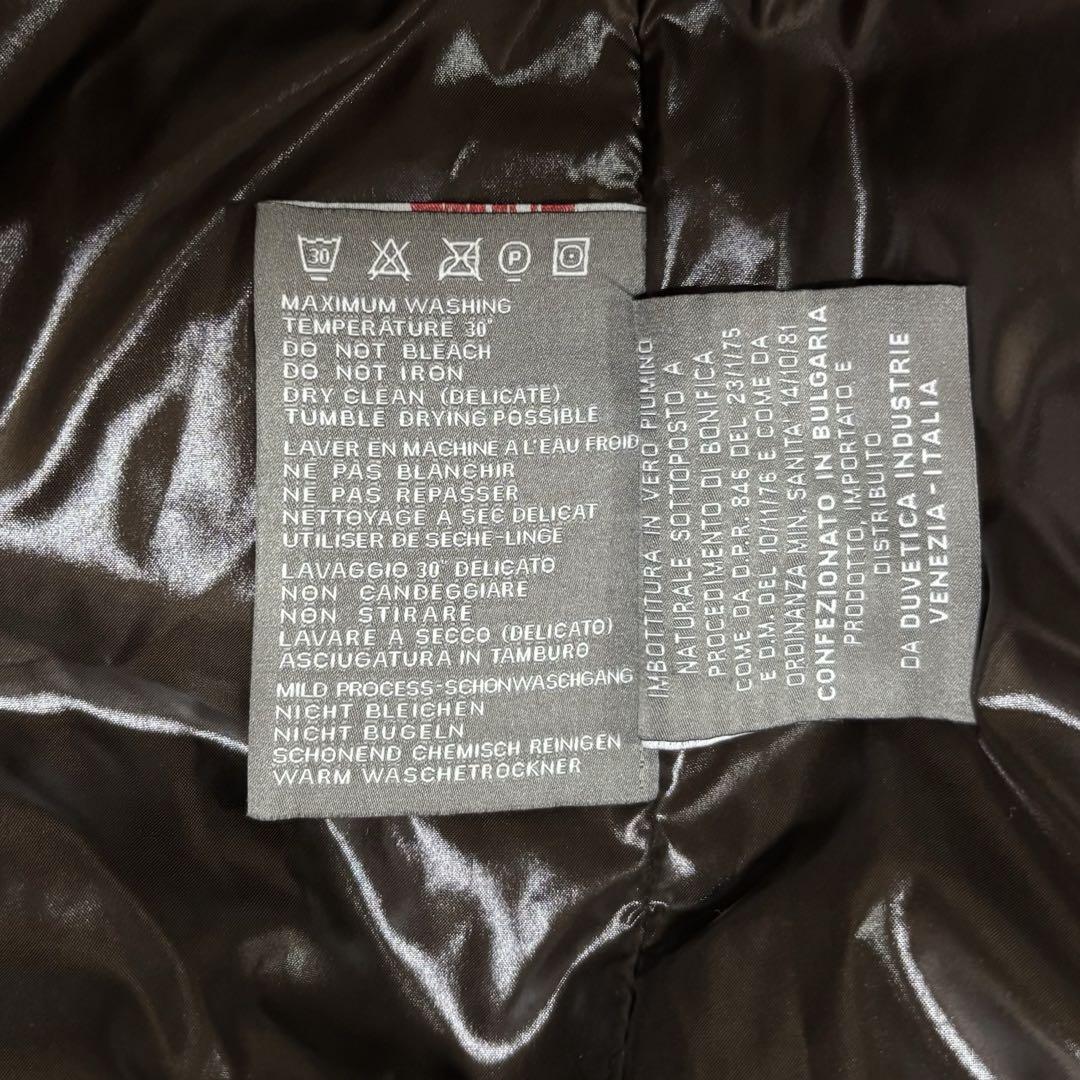 30
P
MAXIMUM WASHING
TEMPERATURE 30°
DO NOT BLEACH
DO NOT IRON
DRY CLEAN (DELICATE)
TUMBLE DRYING POSSIBLE
LAVER EN MACHINE A L'EAU FROID
NE PAS BLANCHIR
NE PAS REPASSER
NETTOYAGE A SEC DELICAT
UTILISER DE SECHE-LINGE
LAVAGGIO 30° DELICATO
NON CANDEGGIARE
NON STIRARE
LAVARE A SECCO (DELICATO)
ASCIUGATURA IN TAMBURO
MILD PROCESS-SCHONWASCHGANG
NICHT BLEICHEN
NICHT BUGELN
SCHONEND CHEMISCH REINIGEN
WARM WASCHETROCKNER
IMBOTTITURA IN VERO PIUMINO
NATURALE SOTTOPOSTO A
PROCEDIMENTO DI BONIFICA
COME DA D.P.R. 845 DEL 23/1/75
E D.M. DEL 10/11/76 E COME DA
ORDINANZA MIN. SANITA' 14/10/81
CONFEZIONATO IN BULGARIA
PRODOTTO, IMPORTATO E
DISTRIBUITO
DA DUVETICA INDUSTRIE
VENEZIA - ITALIA